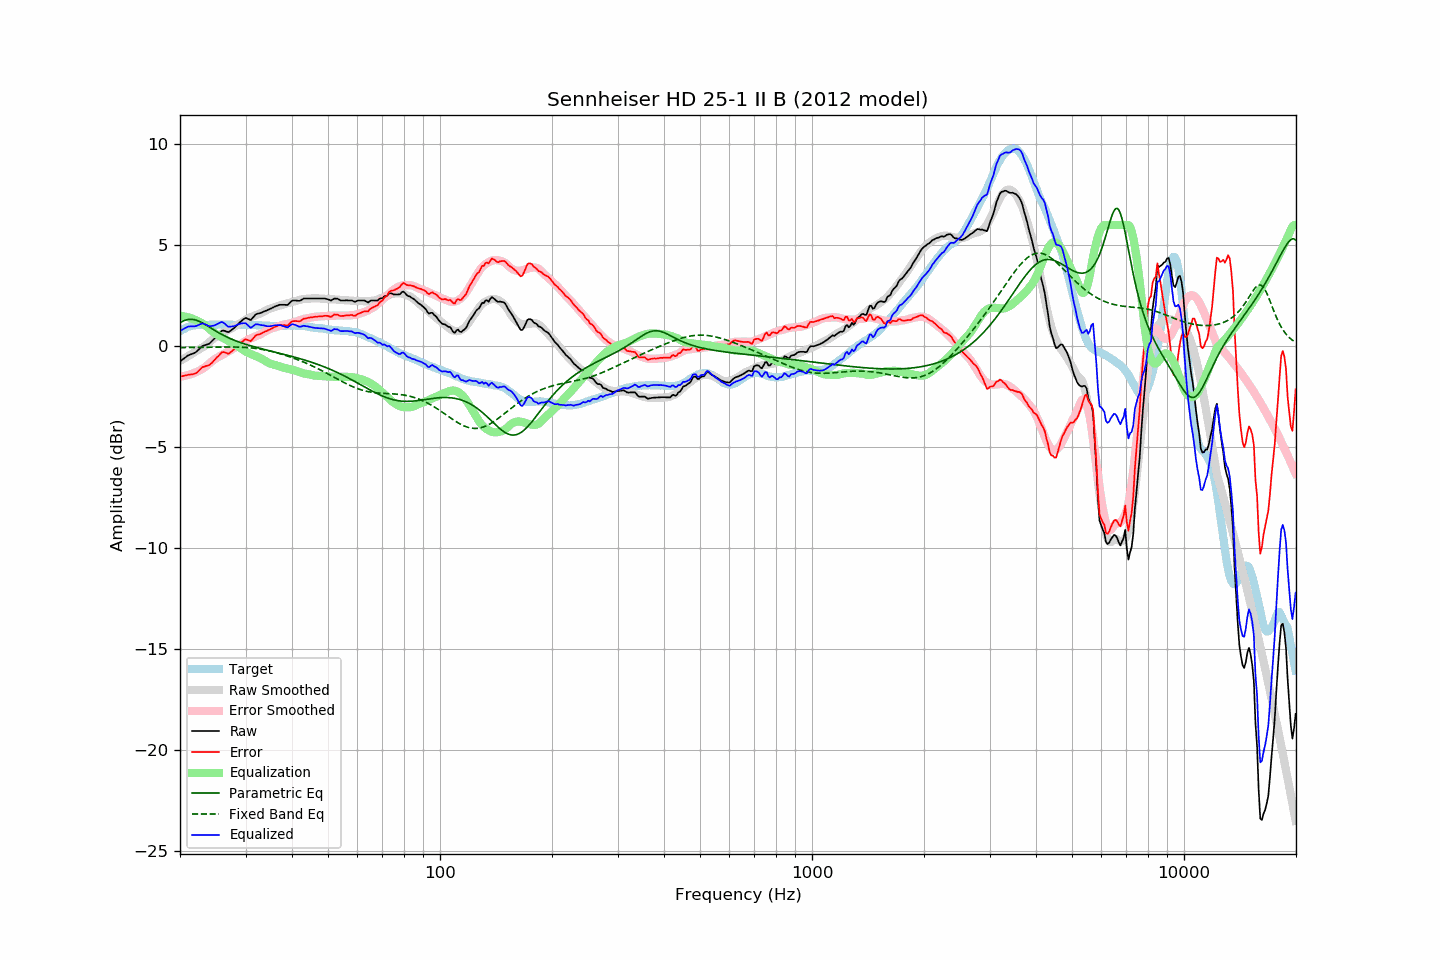 Sennheiser HD 25-1 II B (2012 model)
10
5
0
−5
−10
−15
−20
−25
Amplitude (dBr)
Target
Raw Smoothed
Error Smoothed
Raw
Error
Equalization
Parametric Eq
Fixed Band Eq
Equalized
100
1000
10000
Frequency (Hz)